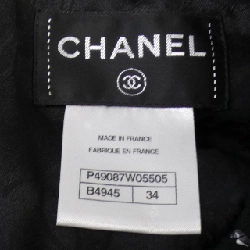 CHANEL
MADE IN FRANCE
FABRIQUE EN FRANCE
P49087W05505
B4945 34